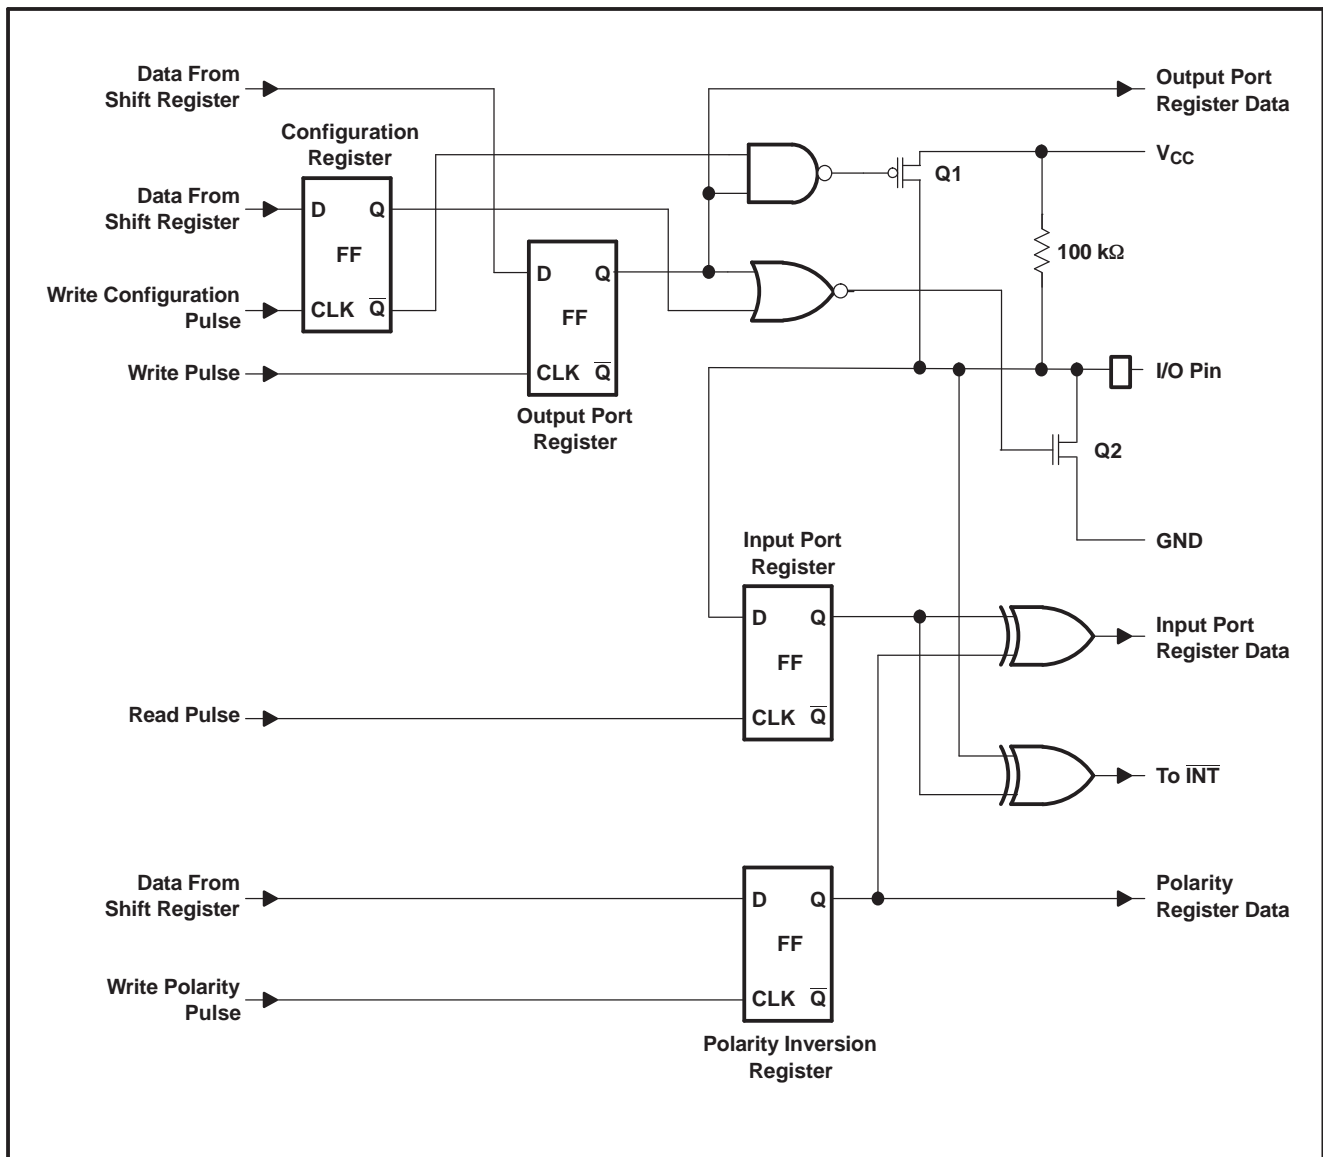 Data From
Shift Register
Output Port
Register Data
Configuration
Register
V<sub>CC</sub>
Q1
Data From
Shift Register
D Q
FF
CLK Q̅
100 kΩ
D Q
FF
CLK Q̅
Write Configuration
Pulse
Write Pulse
I/O Pin
Output Port
Register
Q2
GND
Input Port
Register
D Q
FF
CLK Q̅
Input Port
Register Data
Read Pulse
To I̅N̅T̅
Data From
Shift Register
D Q
FF
CLK Q̅
Polarity
Register Data
Write Polarity
Pulse
Polarity Inversion
Register